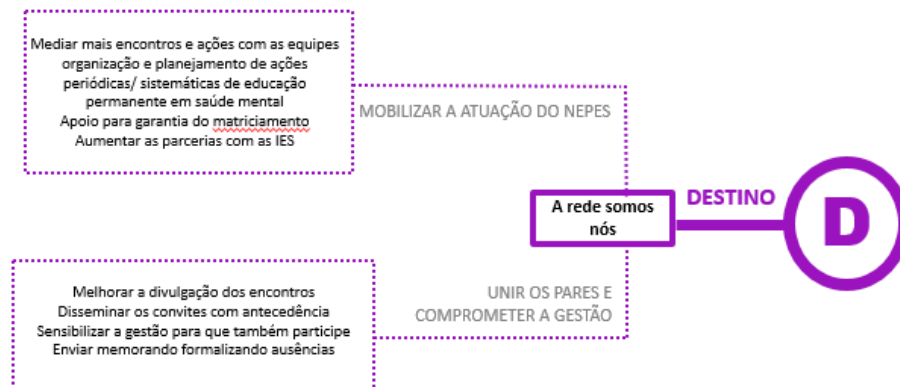 Mediar mais encontros e ações com as equipes
organização e planejamento de ações
periódicas/ sistemáticas de educação
permanente em saúde mental
Apoio para garantia do matriciamento
Aumentar as parcerias com as IES
MOBILIZAR A ATUAÇÃO DO NEPES
A rede somos
nós
DESTINO
D
UNIR OS PARES E
COMPROMETER A GESTÃO
Melhorar a divulgação dos encontros
Disseminar os convites com antecedência
Sensibilizar a gestão para que também participe
Enviar memorando formalizando ausências